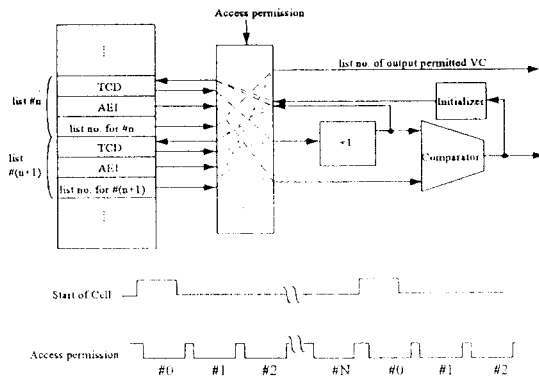 Access permission
list no. of output permitted VC
TCD
list #n
AEI
Initializer
list no. for #n
list
#(n+1)
TCD
+1
Comparator
AEI
list no. for #(n+1)
Start of Cell
Access permission
#0 #1 #2 #N #0 #1 #2